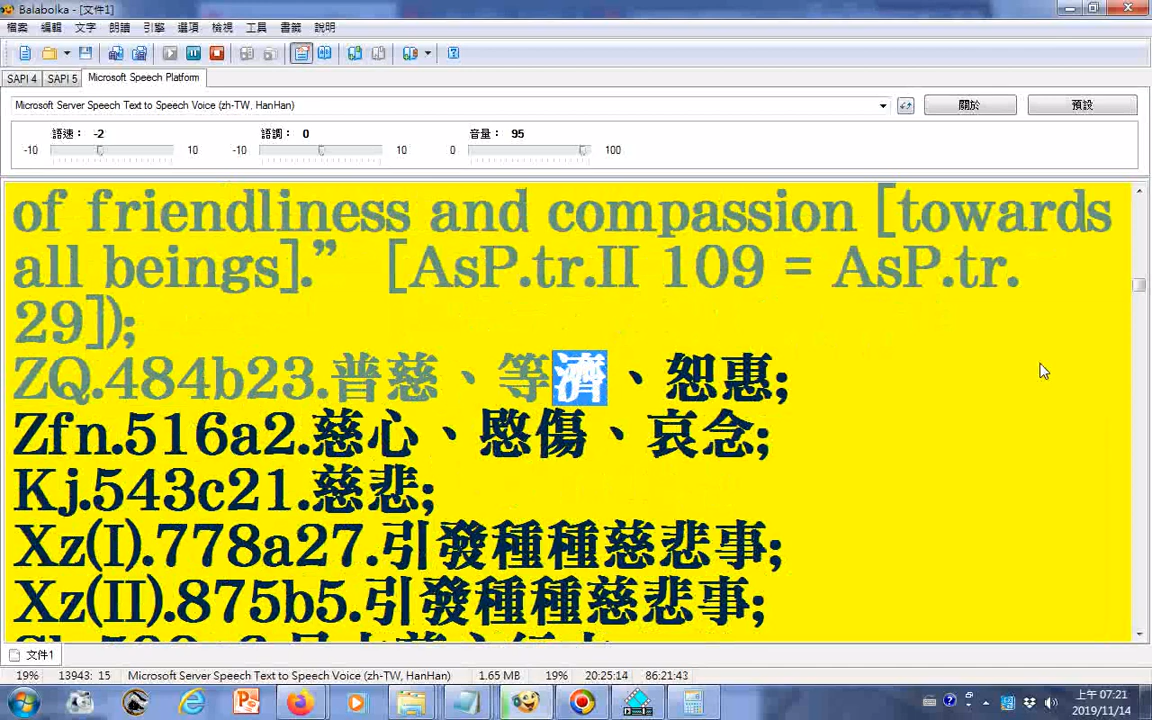 Balabolka - [文件1]
檔案 編輯 文字 朗讀 引擎 選項 檢視 工具 書籤 說明
SAPI 4 SAPI 5 Microsoft Speech Platform
Microsoft Server Speech Text to Speech Voice (zh-TW, HanHan) 關於 預設
語速： -2 語調： 0 音量： 95
-10 10 -10 10 0 100
of friendliness and compassion [towards
all beings].” [AsP.tr.II 109 = AsP.tr.
29]);
ZQ.484b23.普慈、等濟、恕惠;
Zfn.516a2.慈心、愍傷、哀念;
Kj.543c21.慈悲;
Xz(I).778a27.引發種種慈悲事;
Xz(II).875b5.引發種種慈悲事;
文件1
19% 13943: 15 Microsoft Server Speech Text to Speech Voice (zh-TW, HanHan) 1.65 MB 19% 20:25:14 86:21:43
上午 07:21
2019/11/14